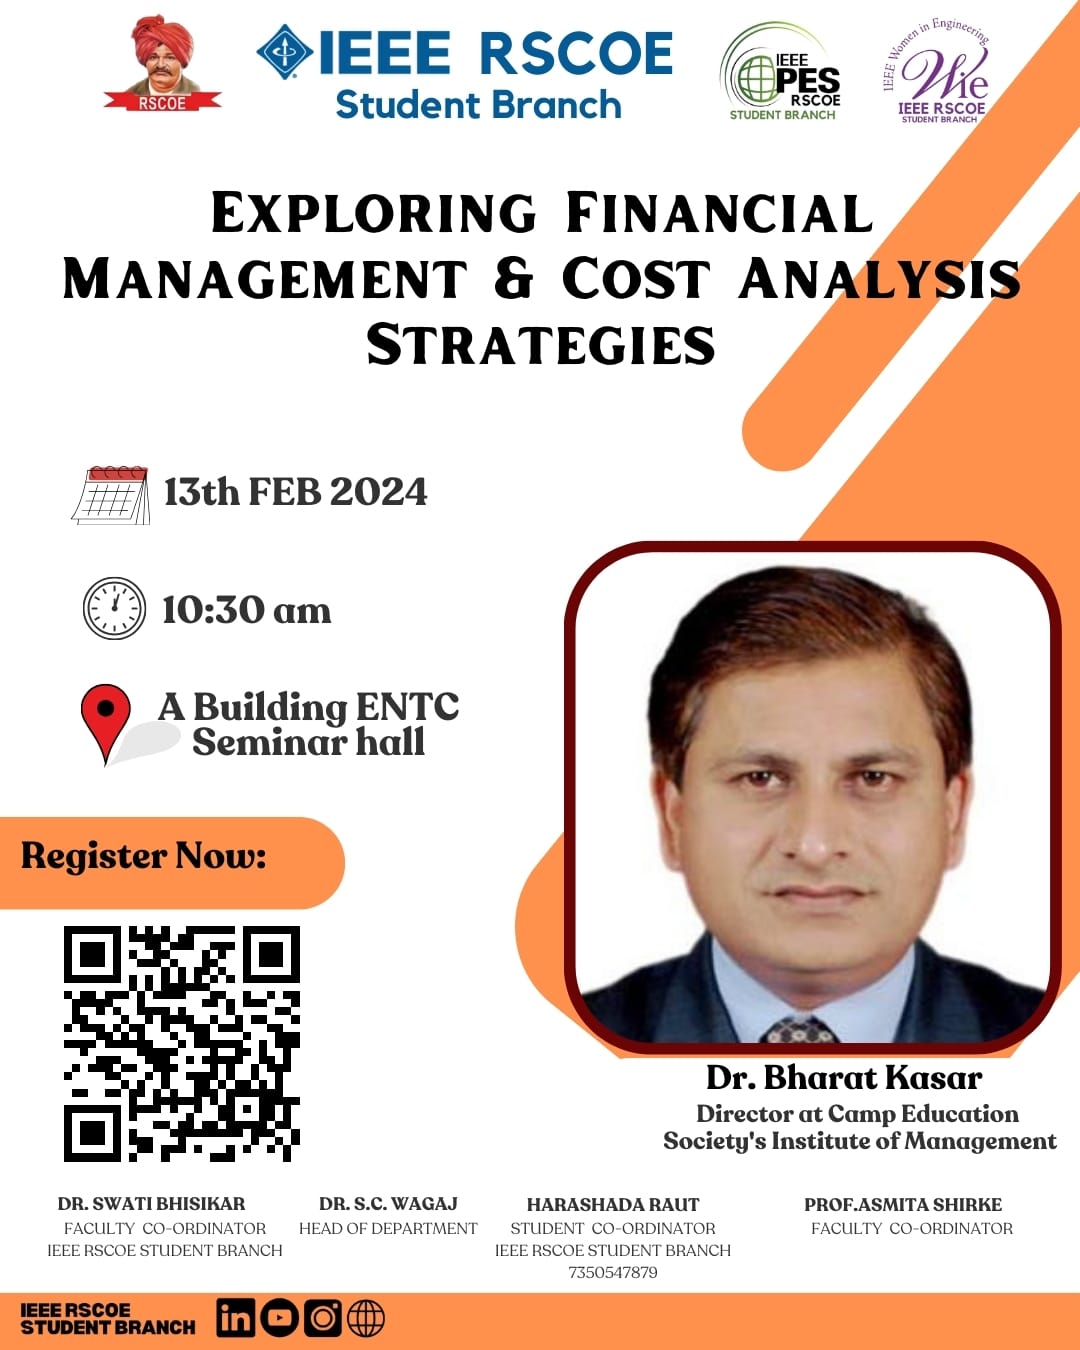 RSCOE
IEEE RSCOE
Student Branch
IEEE
PES
RSCOE
STUDENT BRANCH
IEEE Women in Engineering
Wie
IEEE RSCOE
STUDENT BRANCH
EXPLORING FINANCIAL
MANAGEMENT & COST ANALYSIS
STRATEGIES
13th FEB 2024
10:30 am
A Building ENTC
Seminar hall
Register Now:
Dr. Bharat Kasar
Director at Camp Education
Society's Institute of Management
DR. SWATI BHISIKAR
FACULTY CO-ORDINATOR
IEEE RSCOE STUDENT BRANCH
DR. S.C. WAGAJ
HEAD OF DEPARTMENT
HARASHADA RAUT
STUDENT CO-ORDINATOR
IEEE RSCOE STUDENT BRANCH
7350547879
PROF.ASMITA SHIRKE
FACULTY CO-ORDINATOR
IEEE RSCOE
STUDENT BRANCH
in